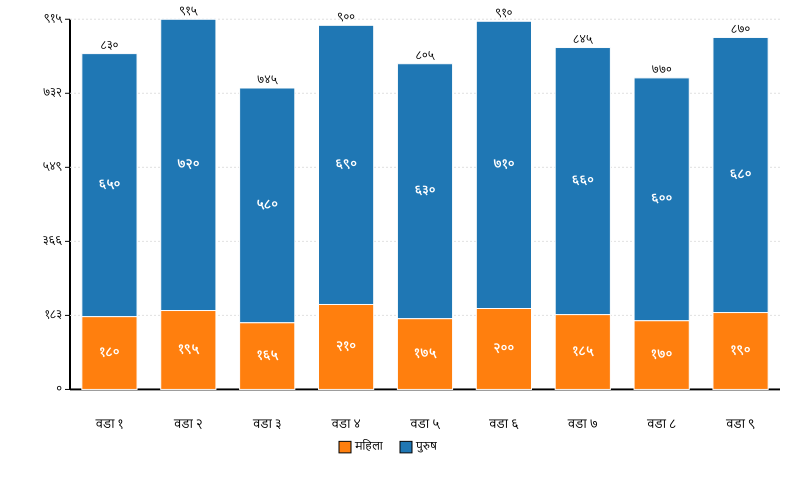 ९१५
७३२
५४९
३६६
१८३
०
८३० ९१५ ७४५ ९०० ८०५ ९१० ८४५ ७७० ८७०
६५० ७२० ५८० ६९० ६३० ७१० ६६० ६०० ६८०
१८० १९५ १६५ २१० १७५ २०० १८५ १७० १९०
वडा १ वडा २ वडा ३ वडा ४ वडा ५ वडा ६ वडा ७ वडा ८ वडा ९
महिला पुरुष